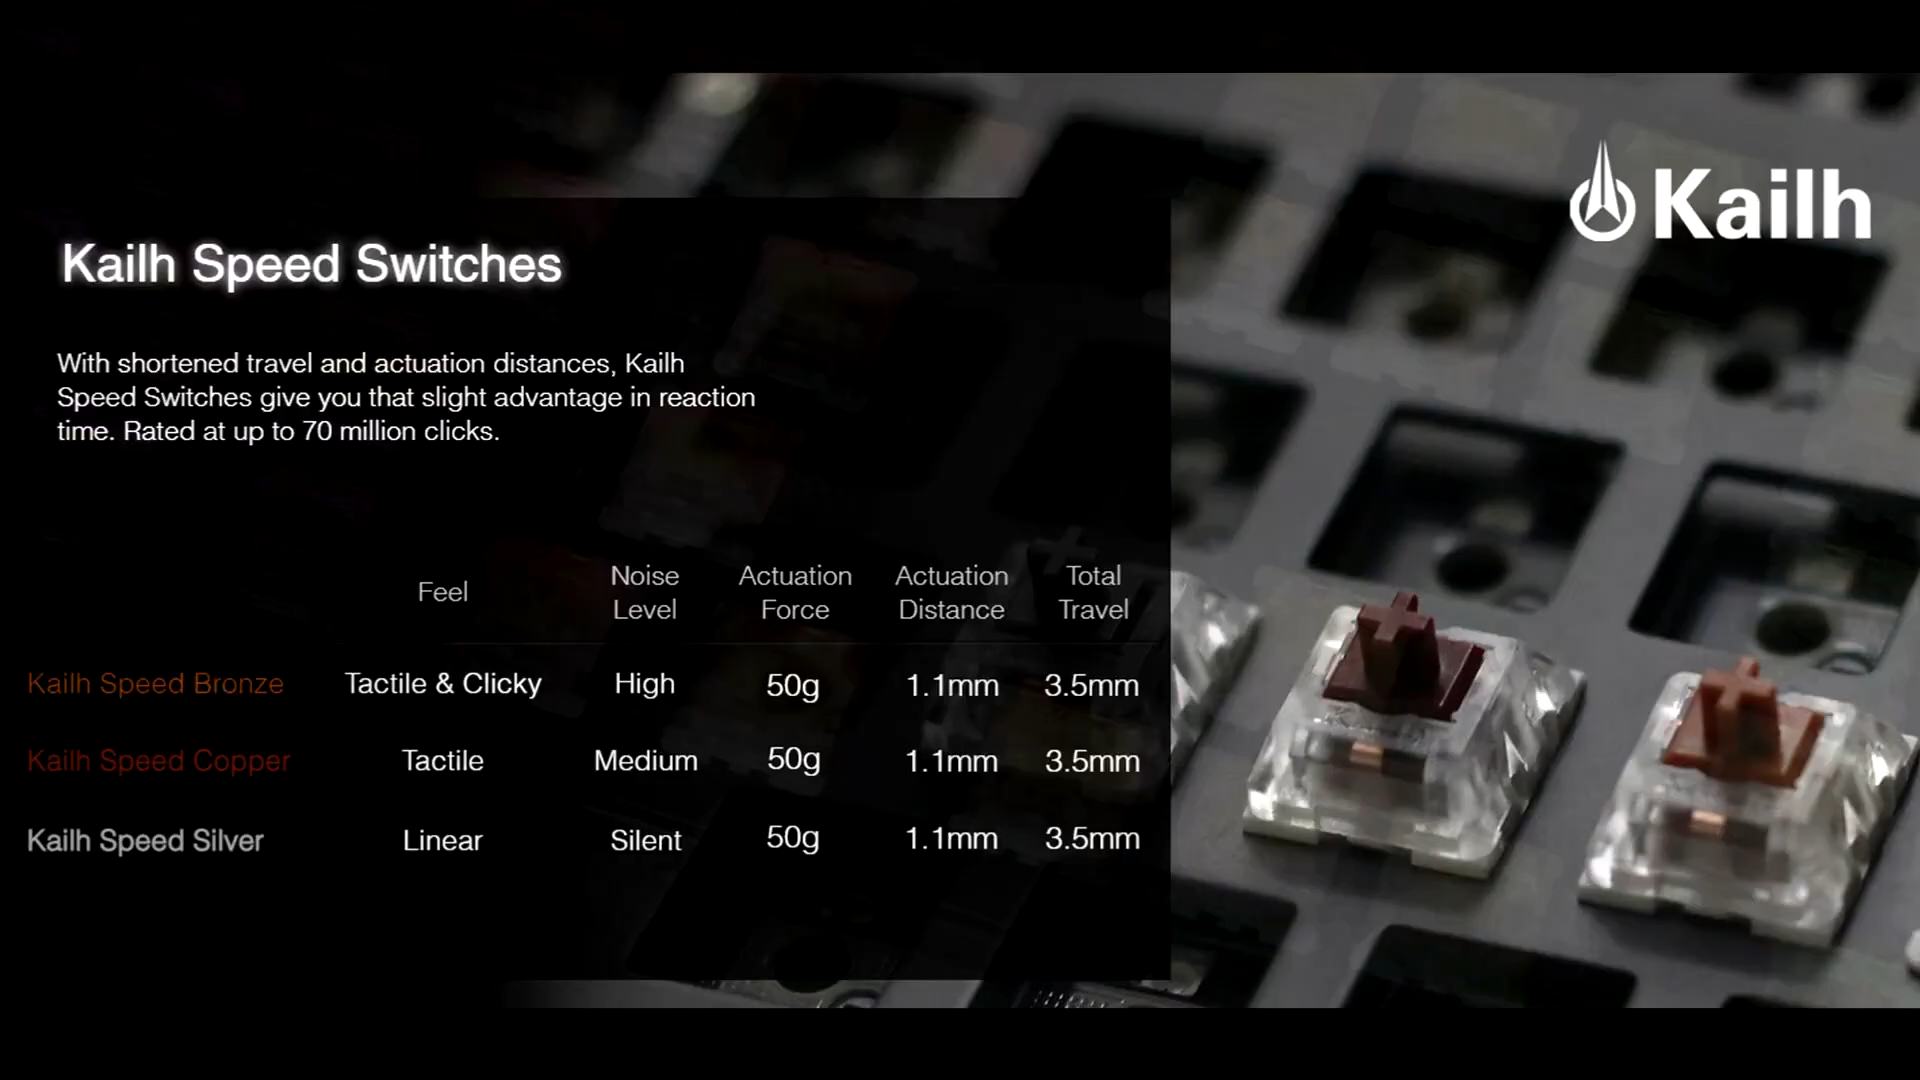 Kailh
Kailh Speed Switches
With shortened travel and actuation distances, Kailh
Speed Switches give you that slight advantage in reaction
time. Rated at up to 70 million clicks.
Feel Noise Level Actuation Force Actuation Distance Total Travel
Kailh Speed Bronze Tactile & Clicky High 50g 1.1mm 3.5mm
Kailh Speed Copper Tactile Medium 50g 1.1mm 3.5mm
Kailh Speed Silver Linear Silent 50g 1.1mm 3.5mm